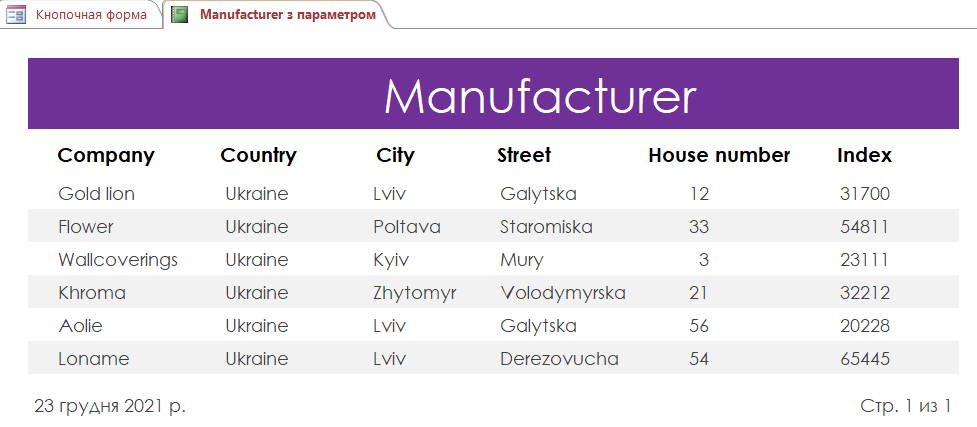 Кнопочная форма Manufacturer з параметром
Manufacturer
Company Country City Street House number Index
Gold lion Ukraine Lviv Galytska 12 31700
Flower Ukraine Poltava Staromiska 33 54811
Wallcoverings Ukraine Kyiv Mury 3 23111
Khroma Ukraine Zhytomyr Volodymyrska 21 32212
Aolie Ukraine Lviv Galytska 56 20228
Loname Ukraine Lviv Derezovucha 54 65445
23 грудня 2021 р. Стр. 1 из 1